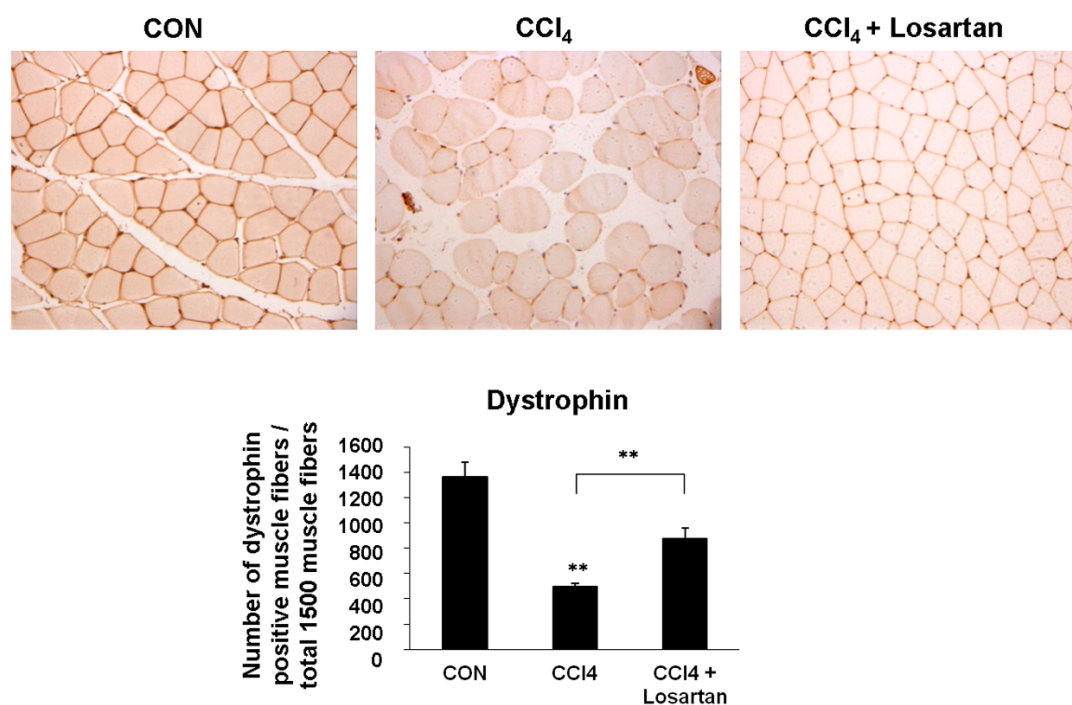 CON
CCl₄
CCl₄ + Losartan
Dystrophin
Number of dystrophin
positive muscle fibers /
total 1500 muscle fibers
1600
1400
1200
1000
800
600
400
200
0
**
**
CON
CCl4
CCl4 +
Losartan